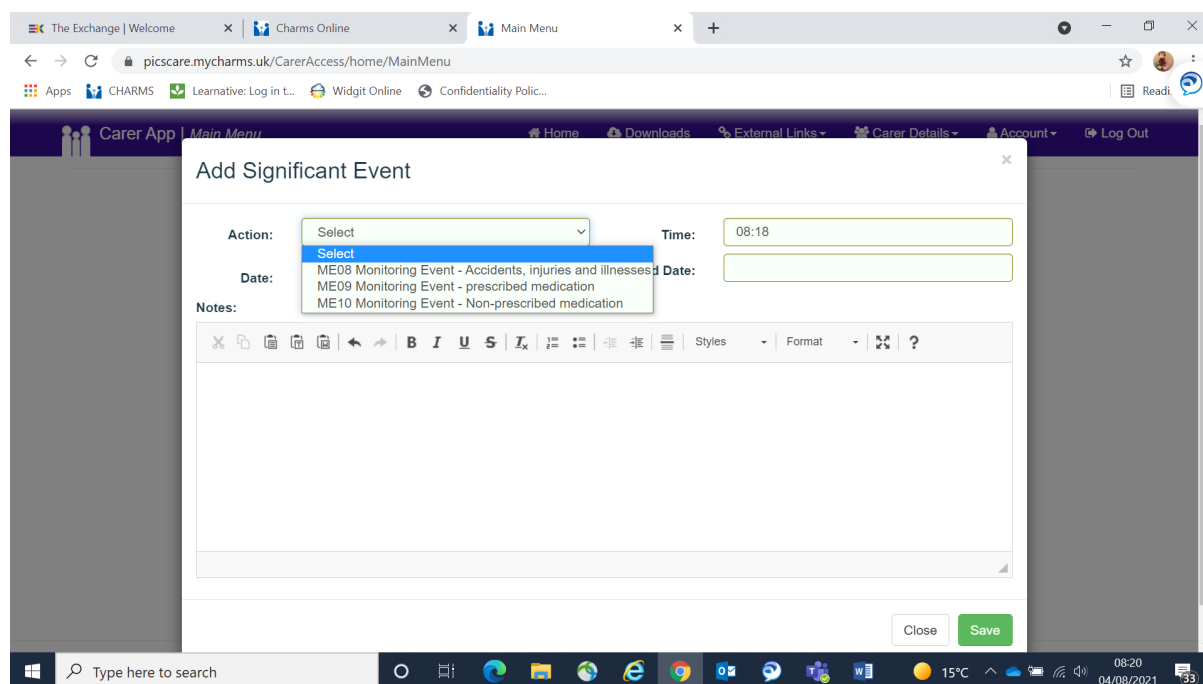 The Exchange | Welcome
Charms Online
Main Menu
picscare.mycharms.uk/CarerAccess/home/MainMenu
Apps CHARMS Learnative: Log in t... Widgit Online Confidentiality Polic... Readi
Carer App | Main Menu Home Downloads External Links Carer Details Account Log Out
Add Significant Event
Action: Select Time: 08:18
Select
ME08 Monitoring Event - Accidents, injuries and illnesses d Date:
ME09 Monitoring Event - prescribed medication
Date:
ME10 Monitoring Event - Non-prescribed medication
Notes:
B I U S Ix Styles Format ?
Close Save
Type here to search 15°C 08:20
04/08/2021 33